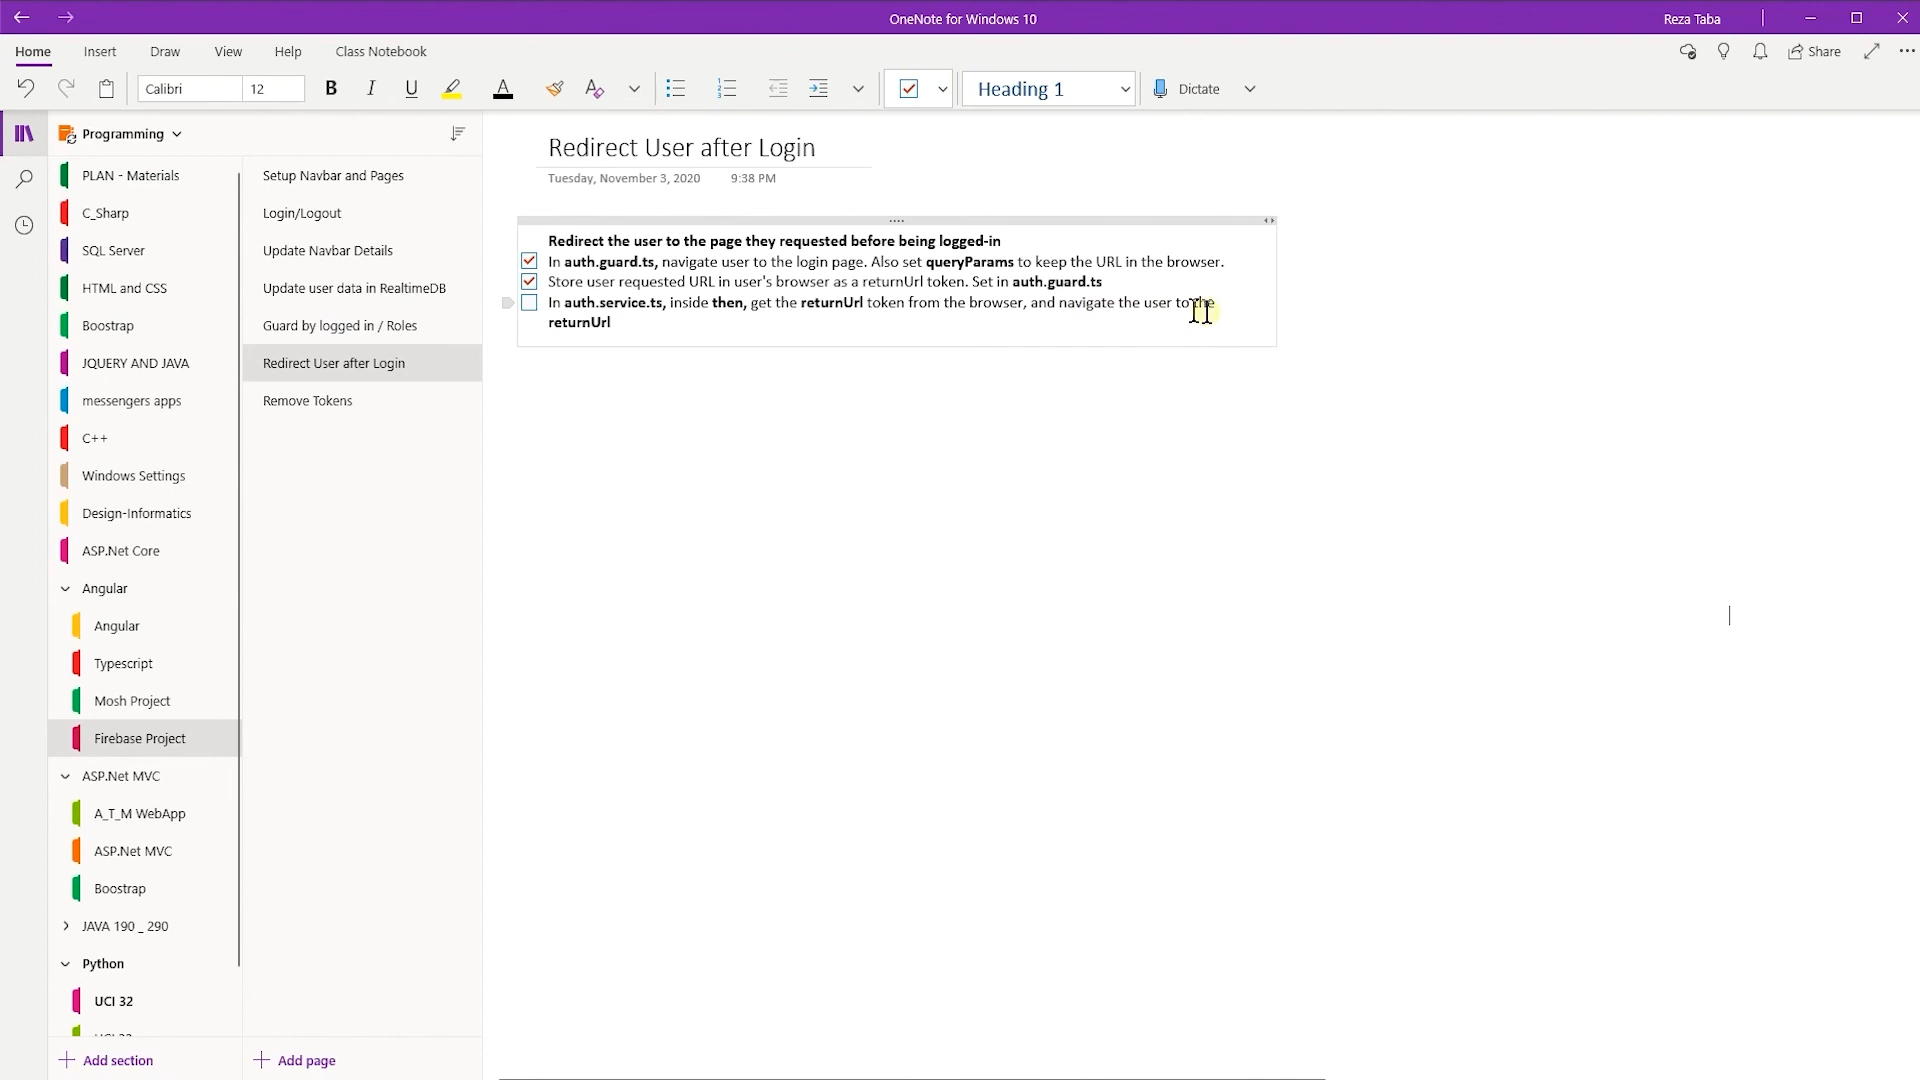 OneNote for Windows 10
Reza Taba
Home Insert Draw View Help Class Notebook
Share
Calibri 12 B I U A Heading 1 Dictate
Programming
PLAN - Materials
C_Sharp
SQL Server
HTML and CSS
Boostrap
JQUERY AND JAVA
messengers apps
C++
Windows Settings
Design-Informatics
ASP.Net Core
Angular
Angular
Typescript
Mosh Project
Firebase Project
ASP.Net MVC
A_T_M WebApp
ASP.Net MVC
Boostrap
JAVA 190 _ 290
Python
UCI 32
Add section
Setup Navbar and Pages
Login/Logout
Update Navbar Details
Update user data in RealtimeDB
Guard by logged in / Roles
Redirect User after Login
Remove Tokens
Add page
Redirect User after Login
Tuesday, November 3, 2020 9:38 PM
Redirect the user to the page they requested before being logged-in
In auth.guard.ts, navigate user to the login page. Also set queryParams to keep the URL in the browser.
Store user requested URL in user's browser as a returnUrl token. Set in auth.guard.ts
In auth.service.ts, inside then, get the returnUrl token from the browser, and navigate the user to the
returnUrl